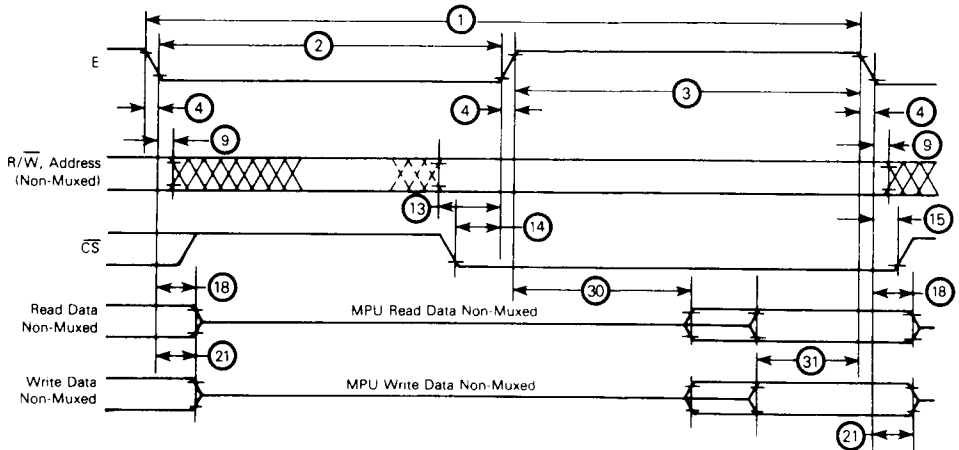 1
2
E
3
4
4
4
9
9
R/W̅, Address
(Non-Muxed)
13
14
15
C̅S̅
30
18
18
Read Data
Non-Muxed
MPU Read Data Non-Muxed
21
31
Write Data
Non-Muxed
MPU Write Data Non-Muxed
21